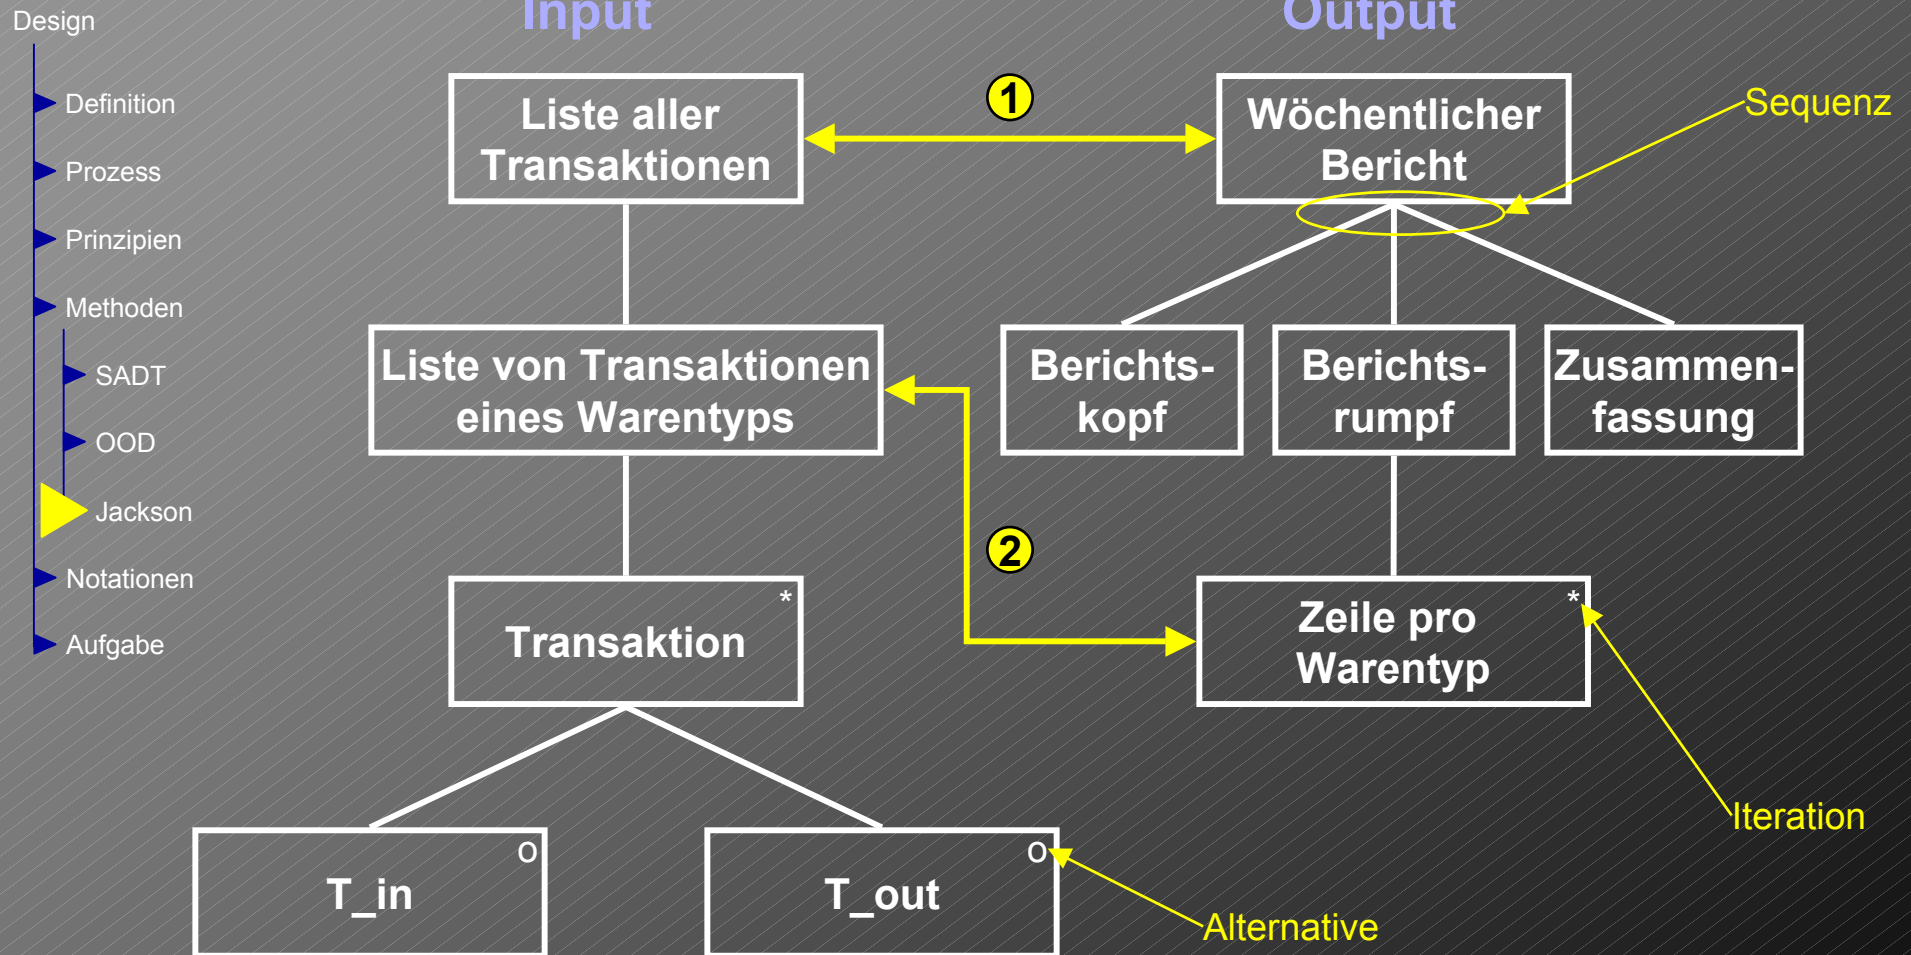 Design
Definition
Prozess
Prinzipien
Methoden
SADT
OOD
Jackson
Notationen
Aufgabe
Input
Output
1
Liste aller
Transaktionen
Wöchentlicher
Bericht
Sequenz
Liste von Transaktionen
eines Warentyps
Berichts-
kopf
Berichts-
rumpf
Zusammen-
fassung
2
Transaktion
*
Zeile pro
Warentyp
*
Iteration
T_in
o
T_out
o
Alternative